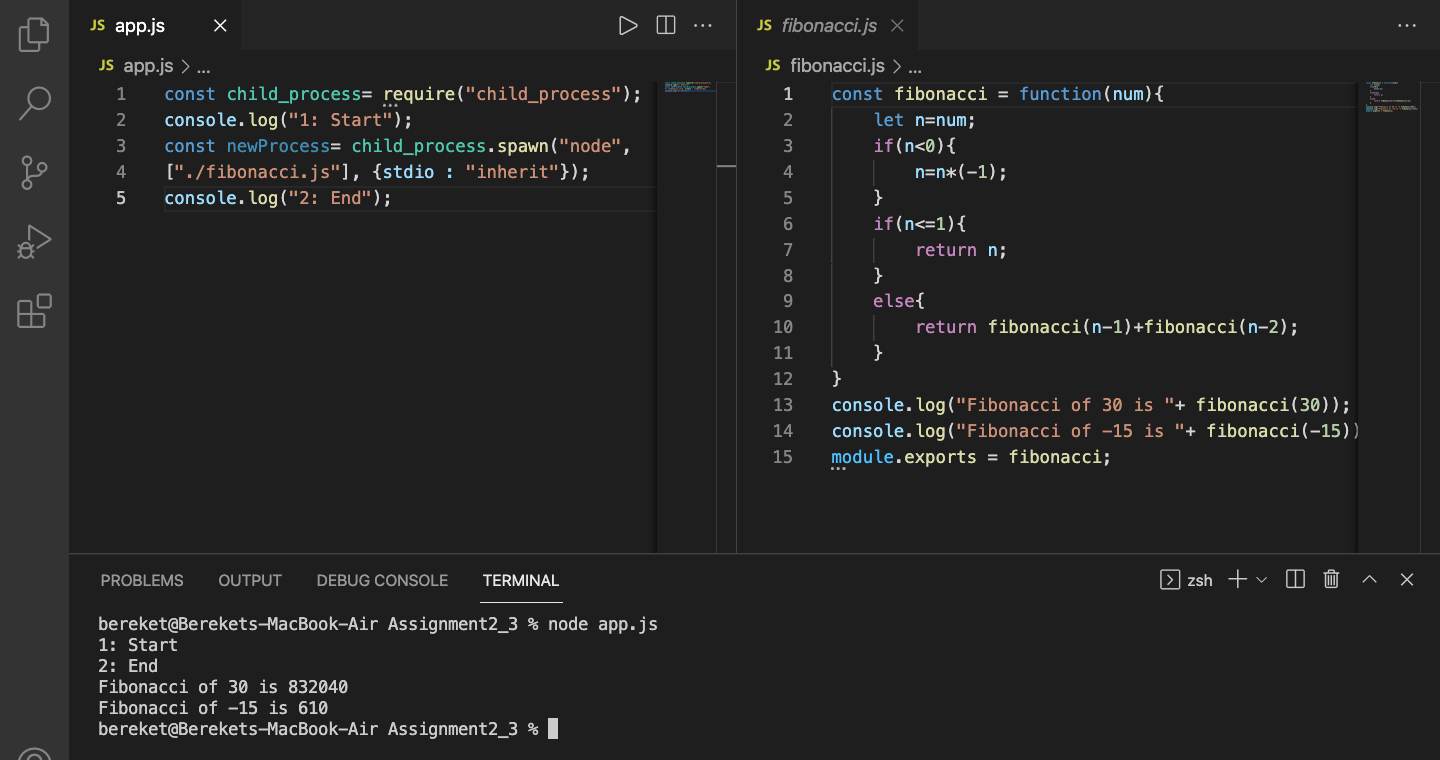 JS app.js
JS app.js > ...
1 const child_process= require("child_process");
2 console.log("1: Start");
3 const newProcess= child_process.spawn("node",
4 ["./fibonacci.js"], {stdio : "inherit"});
5 console.log("2: End");
JS fibonacci.js
JS fibonacci.js > ...
1 const fibonacci = function(num){
2 let n=num;
3 if(n<0){
4 n=n*(-1);
5 }
6 if(n<=1){
7 return n;
8 }
9 else{
10 return fibonacci(n-1)+fibonacci(n-2);
11 }
12 }
13 console.log("Fibonacci of 30 is "+ fibonacci(30));
14 console.log("Fibonacci of -15 is "+ fibonacci(-15))
15 module.exports = fibonacci;
PROBLEMS OUTPUT DEBUG CONSOLE TERMINAL zsh
bereket@Berekets-MacBook-Air Assignment2_3 % node app.js
1: Start
2: End
Fibonacci of 30 is 832040
Fibonacci of -15 is 610
bereket@Berekets-MacBook-Air Assignment2_3 %